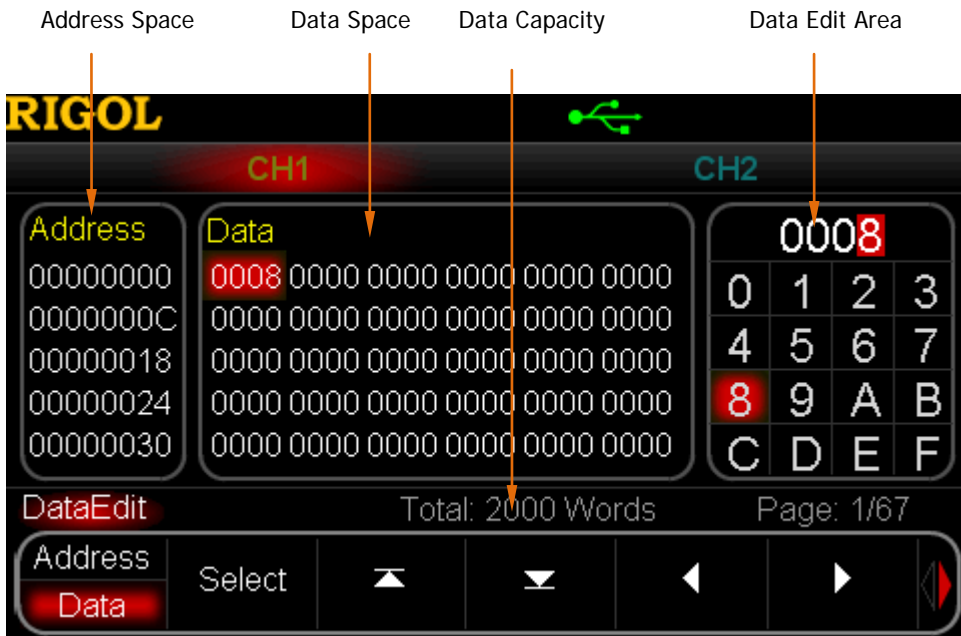 Address Space Data Space Data Capacity Data Edit Area
RIGOL
CH1 CH2
Address Data 0008
00000000 0008 0000 0000 0000 0000 0000
0000000C 0000 0000 0000 0000 0000 0000
00000018 0000 0000 0000 0000 0000 0000
00000024 0000 0000 0000 0000 0000 0000
00000030 0000 0000 0000 0000 0000 0000
0 1 2 3
4 5 6 7
8 9 A B
C D E F
DataEdit Total: 2000 Words Page: 1/67
Address
Data
Select